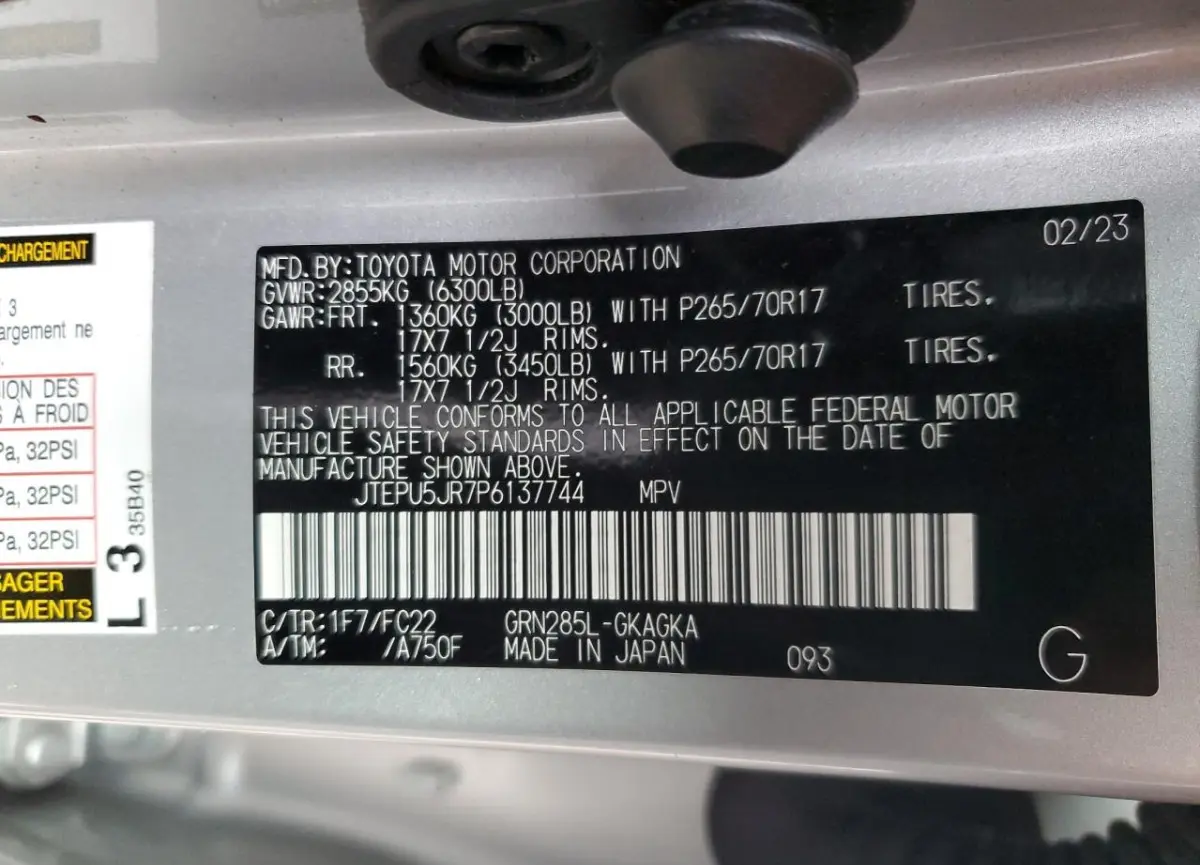 CHARGEMENT
3
argement ne
ION DES
S À FROID
Pa, 32PSI
Pa, 32PSI
Pa, 32PSI
SAGER
EMENTS
L 3 35B40
02/23
MFD.BY:TOYOTA MOTOR CORPORATION
GVWR:2855KG (6300LB)
GAWR:FRT. 1360KG (3000LB) WITH P265/70R17 TIRES.
17X7 1/2J RIMS.
RR. 1560KG (3450LB) WITH P265/70R17 TIRES.
17X7 1/2J RIMS.
THIS VEHICLE CONFORMS TO ALL APPLICABLE FEDERAL MOTOR
VEHICLE SAFETY STANDARDS IN EFFECT ON THE DATE OF
MANUFACTURE SHOWN ABOVE.
JTEPU5JR7P6137744 MPV
C/TR:1F7/FC22 GRN285L-GKAGKA
A/TM: /A750F MADE IN JAPAN 093 G